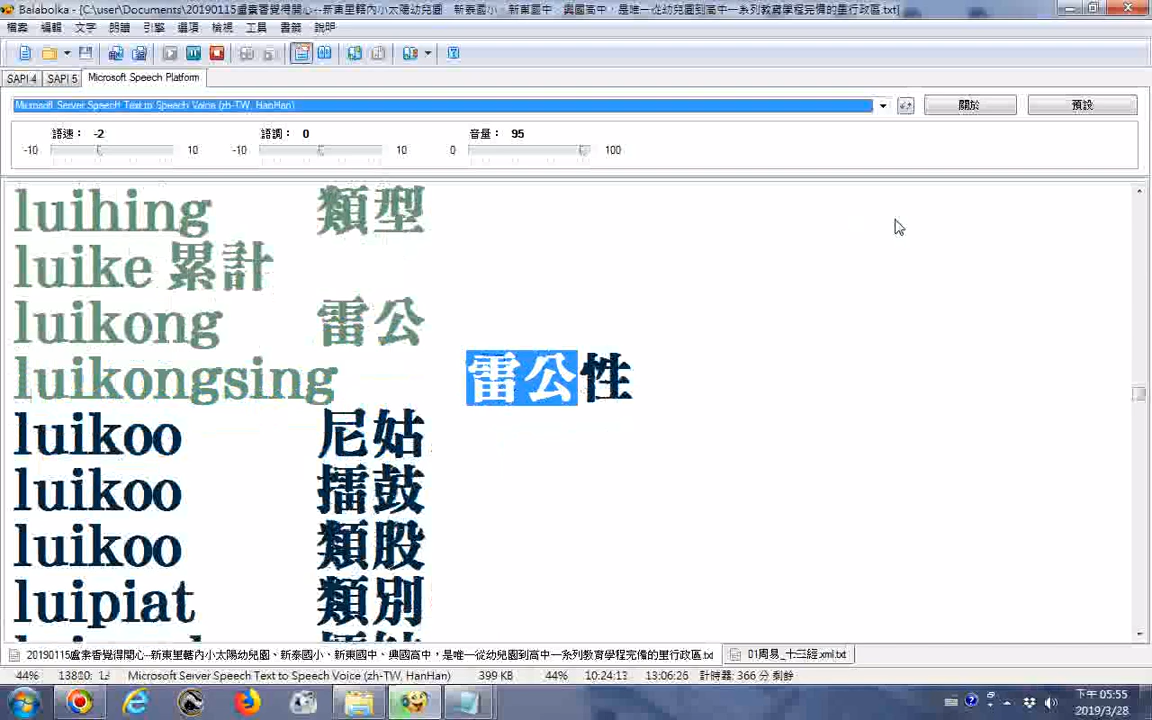 Balabolka - [C:\user\Documents\20190115盧素香覺得開心--新東里轄內小太陽幼兒園、新泰國小、新東國中、興國高中，是唯一從幼兒園到高中一系列教育學程完備的里行政區.txt]
檔案 編輯 文字 朗讀 引擎 選項 檢視 工具 書籤 說明
SAPI 4 SAPI 5 Microsoft Speech Platform
Microsoft Server Speech Text to Speech Voice (zh-TW, HanHan) 關於 預設
語速： -2 語調： 0 音量： 95
-10 10 -10 10 0 100
luihing 類型
luike 累計
luikong 雷公
luikongsing 雷公性
luikoo 尼姑
luikoo 擂鼓
luikoo 類股
luipiat 類別
20190115盧素香覺得開心--新東里轄內小太陽幼兒園、新泰國小、新東國中、興國高中，是唯一從幼兒園到高中一系列教育學程完備的里行政區.txt 01周易_十三經.xml.txt
44% Microsoft Server Speech Text to Speech Voice (zh-TW, HanHan) 399 KB 44% 10:24:13 13:06:26 計時器： 366 分 剩餘
下午 05:55
2019/3/28